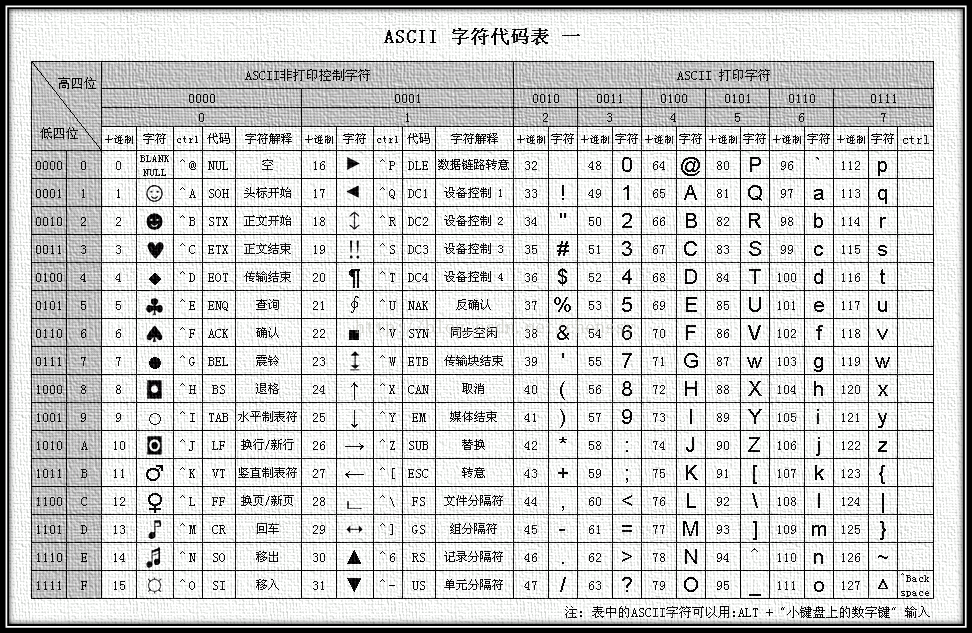 ASCII 字符代码表 一
高四位 ASCII非打印控制字符 ASCII 打印字符
0000 0001 0010 0011 0100 0101 0110 0111
低四位 0 1 2 3 4 5 6 7
十进制 字符 ctrl 代码 字符解释 十进制 字符 ctrl 代码 字符解释 十进制 字符 十进制 字符 十进制 字符 十进制 字符 十进制 字符 十进制 字符 ctrl
0000 0 0 BLANK NULL ^@ NUL 空 16 ► ^P DLE 数据链路转意 32 48 0 64 @ 80 P 96 ` 112 p
0001 1 1 ☺ ^A SOH 头标开始 17 ◄ ^Q DC1 设备控制 1 33 ! 49 1 65 A 81 Q 97 a 113 q
0010 2 2 ☻ ^B STX 正文开始 18 ↕ ^R DC2 设备控制 2 34 " 50 2 66 B 82 R 98 b 114 r
0011 3 3 ♥ ^C ETX 正文结束 19 ‼ ^S DC3 设备控制 3 35 # 51 3 67 C 83 S 99 c 115 s
0100 4 4 ♦ ^D EOT 传输结束 20 ¶ ^T DC4 设备控制 4 36 $ 52 4 68 D 84 T 100 d 116 t
0101 5 5 ♣ ^E ENQ 查询 21 ∮ ^U NAK 反确认 37 % 53 5 69 E 85 U 101 e 117 u
0110 6 6 ♠ ^F ACK 确认 22 ■ ^V SYN 同步空闲 38 & 54 6 70 F 86 V 102 f 118 v
0111 7 7 ● ^G BEL 震铃 23 ↨ ^W ETB 传输块结束 39 ' 55 7 71 G 87 w 103 g 119 w
1000 8 8 ◘ ^H BS 退格 24 ↑ ^X CAN 取消 40 ( 56 8 72 H 88 X 104 h 120 x
1001 9 9 ○ ^I TAB 水平制表符 25 ↓ ^Y EM 媒体结束 41 ) 57 9 73 I 89 Y 105 i 121 y
1010 A 10 ◙ ^J LF 换行/新行 26 → ^Z SUB 替换 42 * 58 : 74 J 90 Z 106 j 122 z
1011 B 11 ♂ ^K VT 竖直制表符 27 ← ^[ ESC 转意 43 + 59 ; 75 K 91 [ 107 k 123 {
1100 C 12 ♀ ^L FF 换页/新页 28 ∟ ^\ FS 文件分隔符 44 , 60 < 76 L 92 \ 108 l 124 |
1101 D 13 ♪ ^M CR 回车 29 ↔ ^] GS 组分隔符 45 - 61 = 77 M 93 ] 109 m 125 }
1110 E 14 ♫ ^N SO 移出 30 ▲ ^6 RS 记录分隔符 46 . 62 > 78 N 94 ^ 110 n 126 ~
1111 F 15 ☼ ^O SI 移入 31 ▼ ^- US 单元分隔符 47 / 63 ? 79 O 95 _ 111 o 127 Δ ^Back space
注: 表中的ASCII字符可以用:ALT + "小键盘上的数字键" 输入